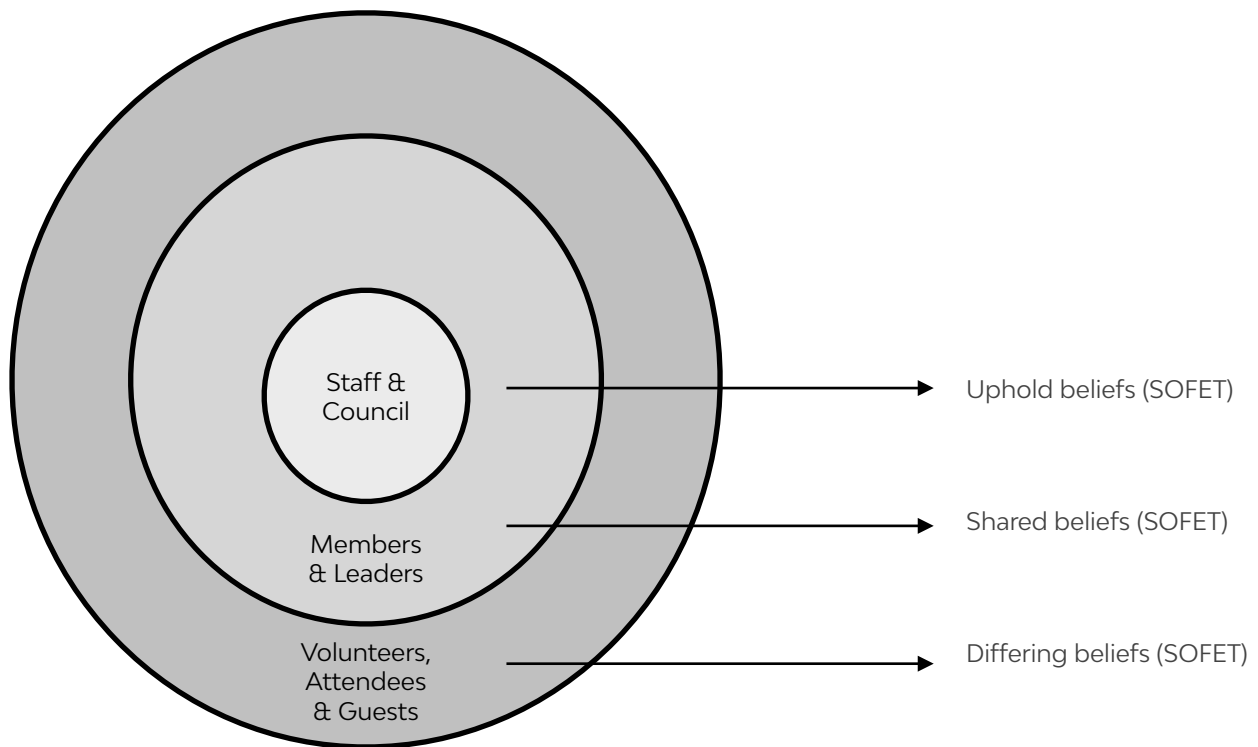 Staff &
Council
Uphold beliefs (SOFET)
Members
& Leaders
Shared beliefs (SOFET)
Volunteers,
Attendees
& Guests
Differing beliefs (SOFET)